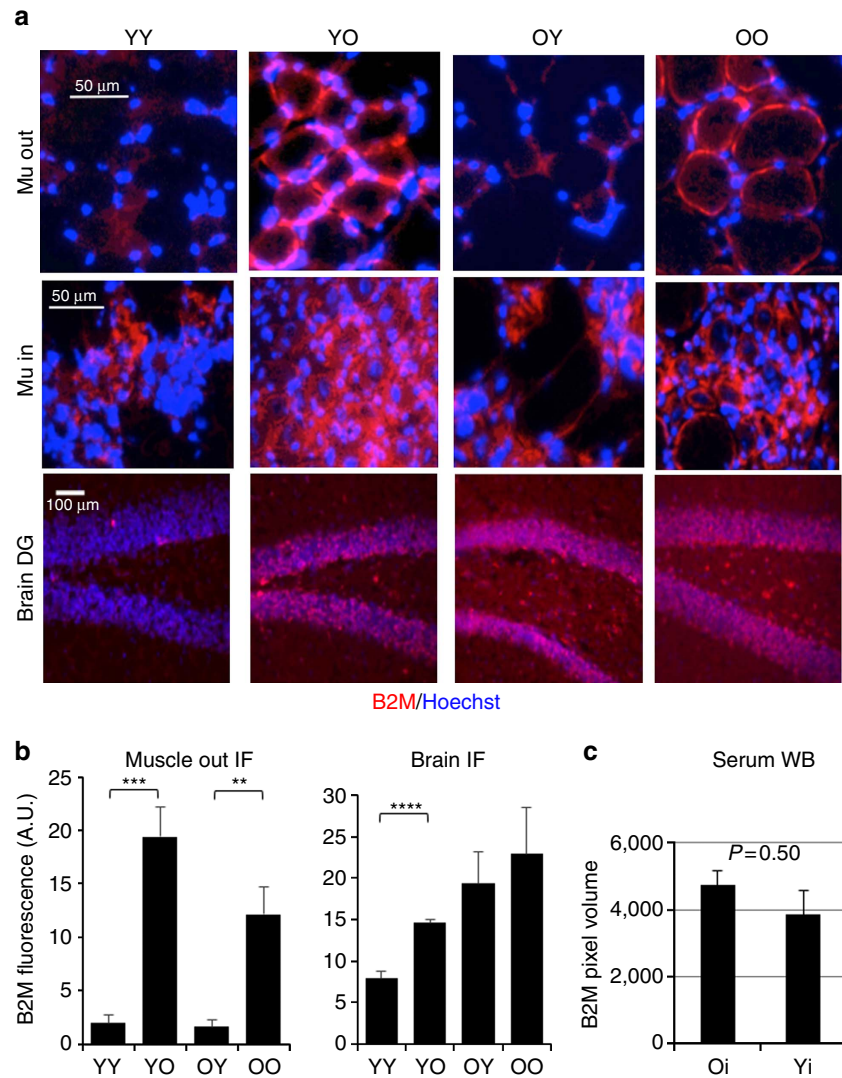 a
YY YO OY OO
Mu out
50 μm
Mu in
50 μm
Brain DG
100 μm
B2M/Hoechst
b
Muscle out IF
B2M fluorescence (A.U.)
25
20
15
10
5
0
*** **
YY YO OY OO
Brain IF
30
25
20
15
10
5
0
****
YY YO OY OO
c
Serum WB
B2M pixel volume
6,000
4,000
2,000
0
P=0.50
Oi Yi